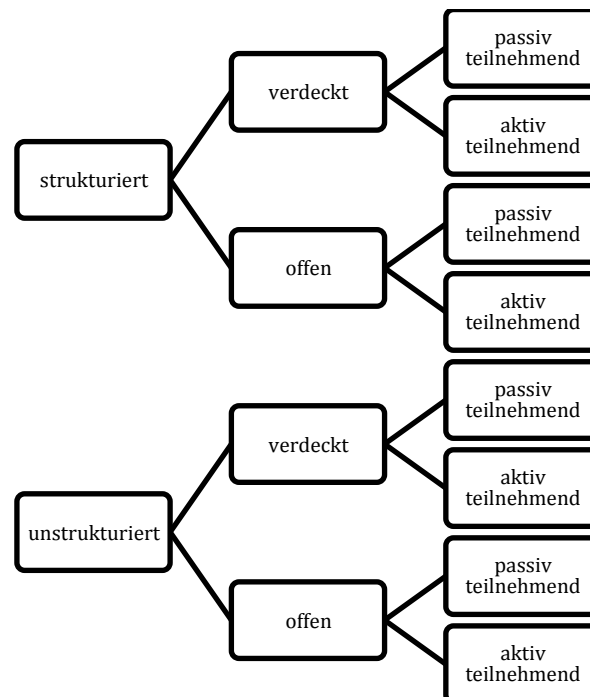 strukturiert
verdeckt
passiv
teilnehmend
aktiv
teilnehmend
offen
passiv
teilnehmend
aktiv
teilnehmend
unstrukturiert
verdeckt
passiv
teilnehmend
aktiv
teilnehmend
offen
passiv
teilnehmend
aktiv
teilnehmend